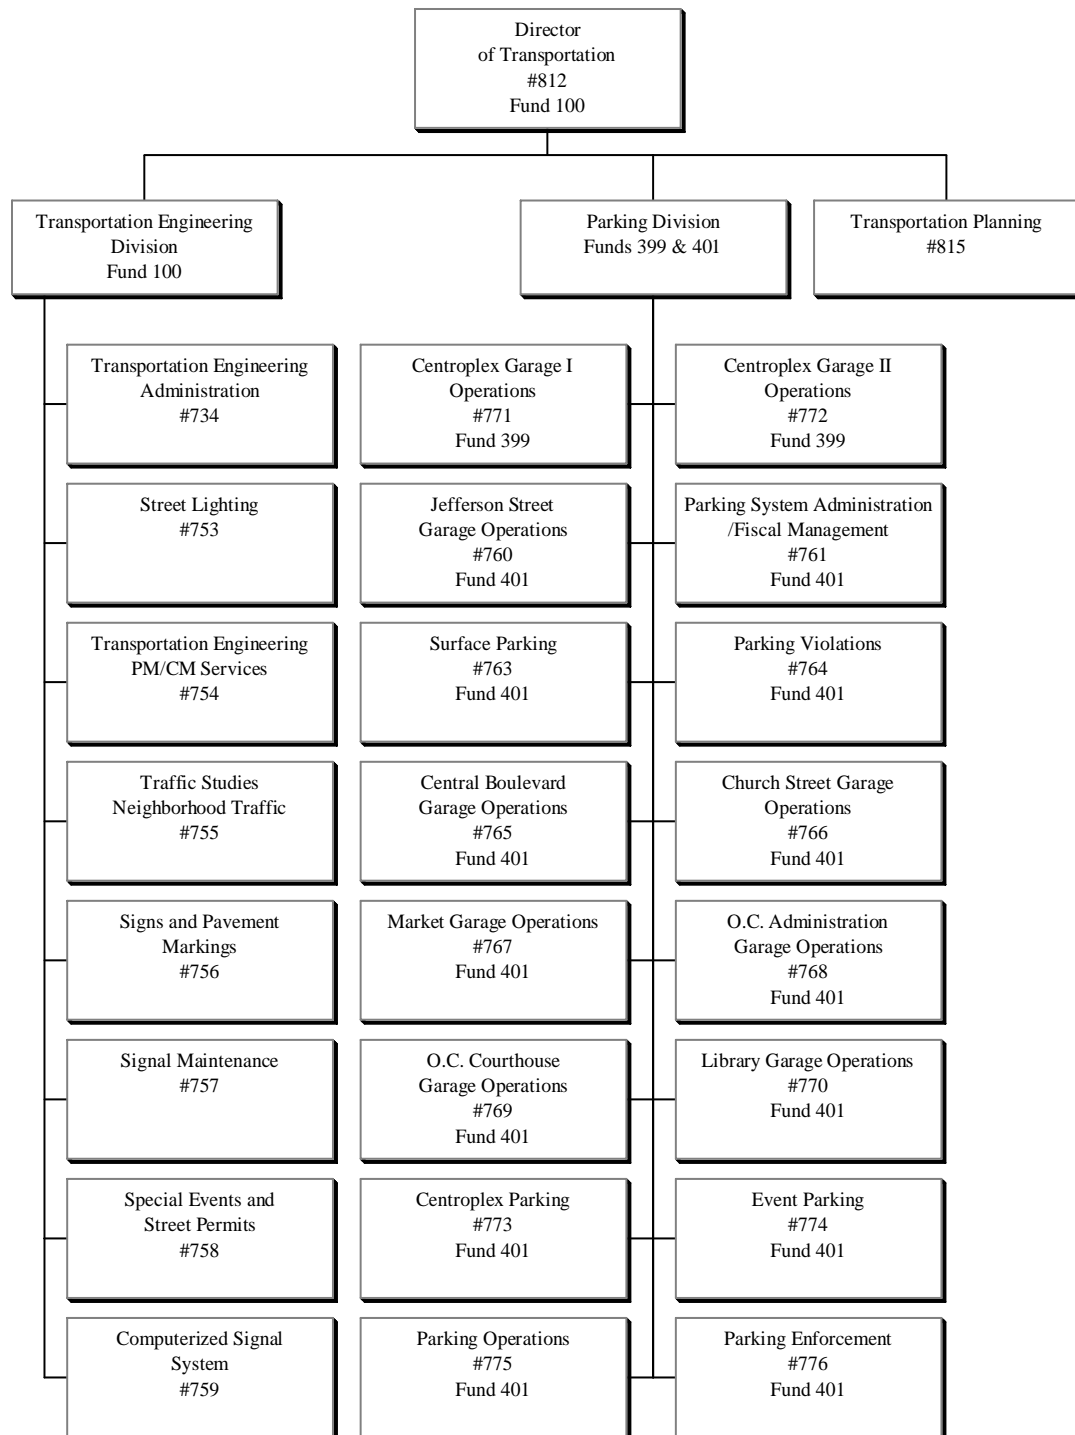 Director
of Transportation
#812
Fund 100
Transportation Engineering
Division
Fund 100
Parking Division
Funds 399 & 401
Transportation Planning
#815
Transportation Engineering
Administration
#734
Centroplex Garage I
Operations
#771
Fund 399
Centroplex Garage II
Operations
#772
Fund 399
Street Lighting
#753
Jefferson Street
Garage Operations
#760
Fund 401
Parking System Administration
/Fiscal Management
#761
Fund 401
Transportation Engineering
PM/CM Services
#754
Surface Parking
#763
Fund 401
Parking Violations
#764
Fund 401
Traffic Studies
Neighborhood Traffic
#755
Central Boulevard
Garage Operations
#765
Fund 401
Church Street Garage
Operations
#766
Fund 401
Signs and Pavement
Markings
#756
Market Garage Operations
#767
Fund 401
O.C. Administration
Garage Operations
#768
Fund 401
Signal Maintenance
#757
O.C. Courthouse
Garage Operations
#769
Fund 401
Library Garage Operations
#770
Fund 401
Special Events and
Street Permits
#758
Centroplex Parking
#773
Fund 401
Event Parking
#774
Fund 401
Computerized Signal
System
#759
Parking Operations
#775
Fund 401
Parking Enforcement
#776
Fund 401